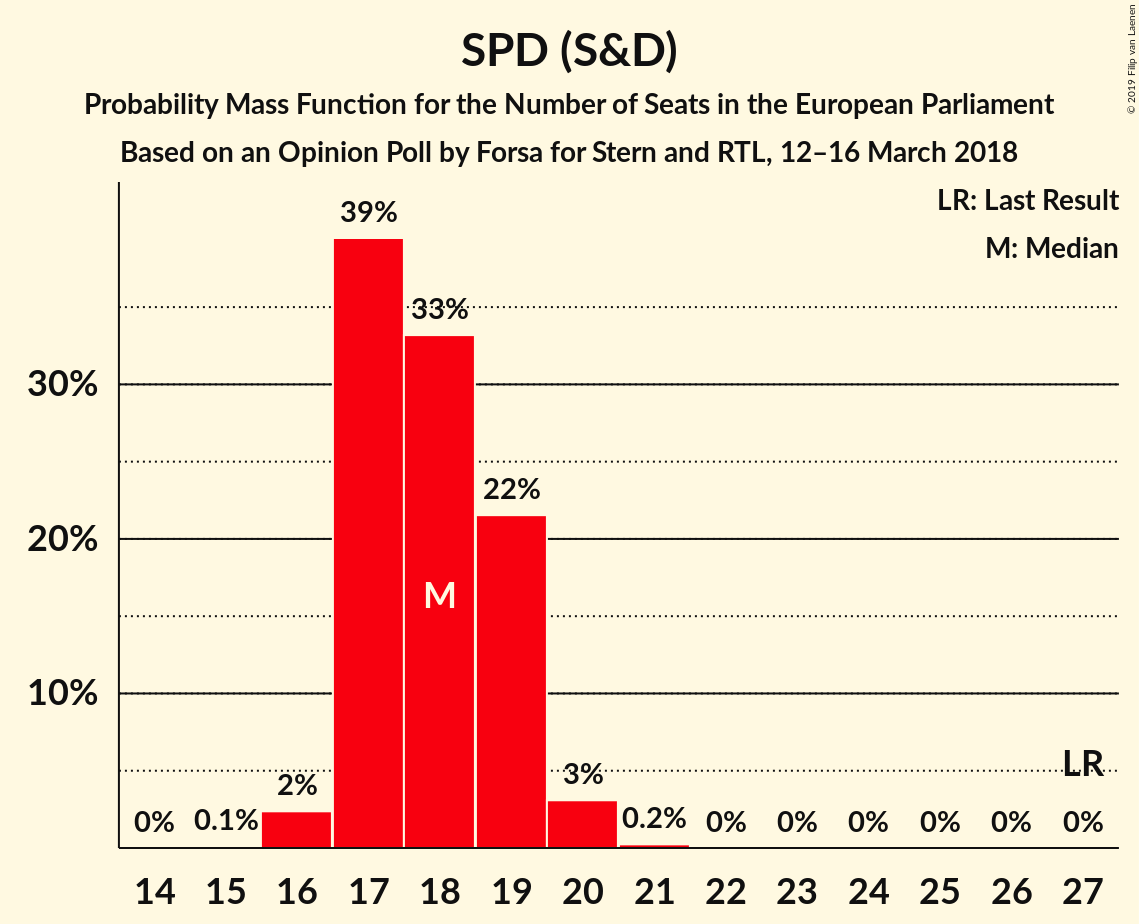 SPD (S&D)
Probability Mass Function for the Number of Seats in the European Parliament
Based on an Opinion Poll by Forsa for Stern and RTL, 12–16 March 2018
© 2019 Filip van Laenen
LR: Last Result
M: Median
30%
20%
10%
0%
0.1%
2%
39%
33%
22%
3%
0.2%
0%
0%
0%
0%
0%
0%
M
LR
14 15 16 17 18 19 20 21 22 23 24 25 26 27